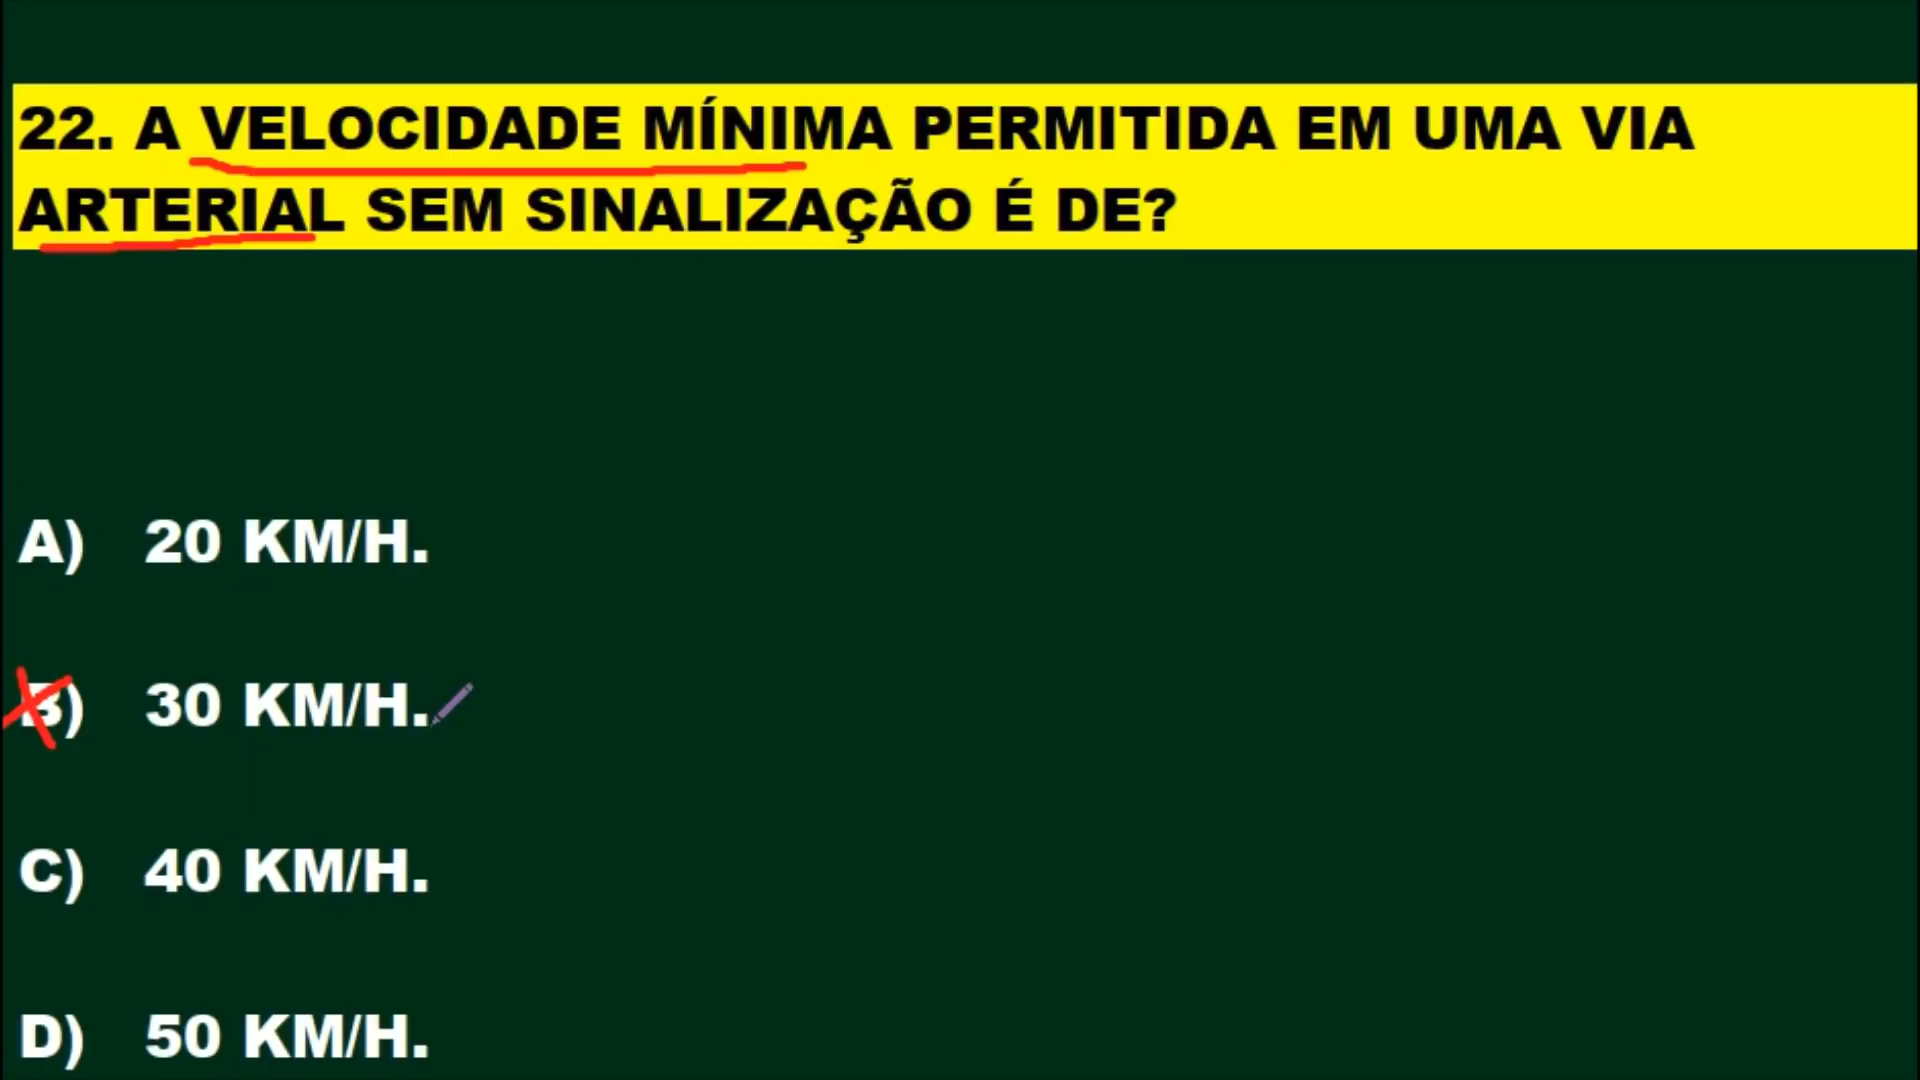 22. A VELOCIDADE MÍNIMA PERMITIDA EM UMA VIA
ARTERIAL SEM SINALIZAÇÃO É DE?
A) 20 KM/H.
B) 30 KM/H.
C) 40 KM/H.
D) 50 KM/H.